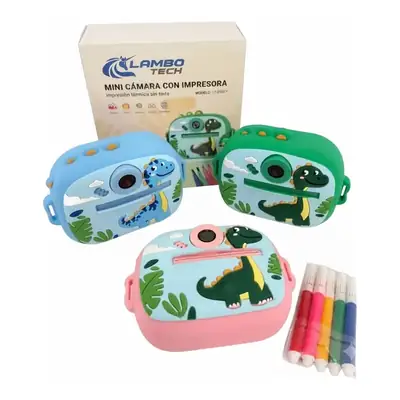 LAMBO
TECH
MINI CÁMARA CON IMPRESORA
Impresión térmica sin tinta